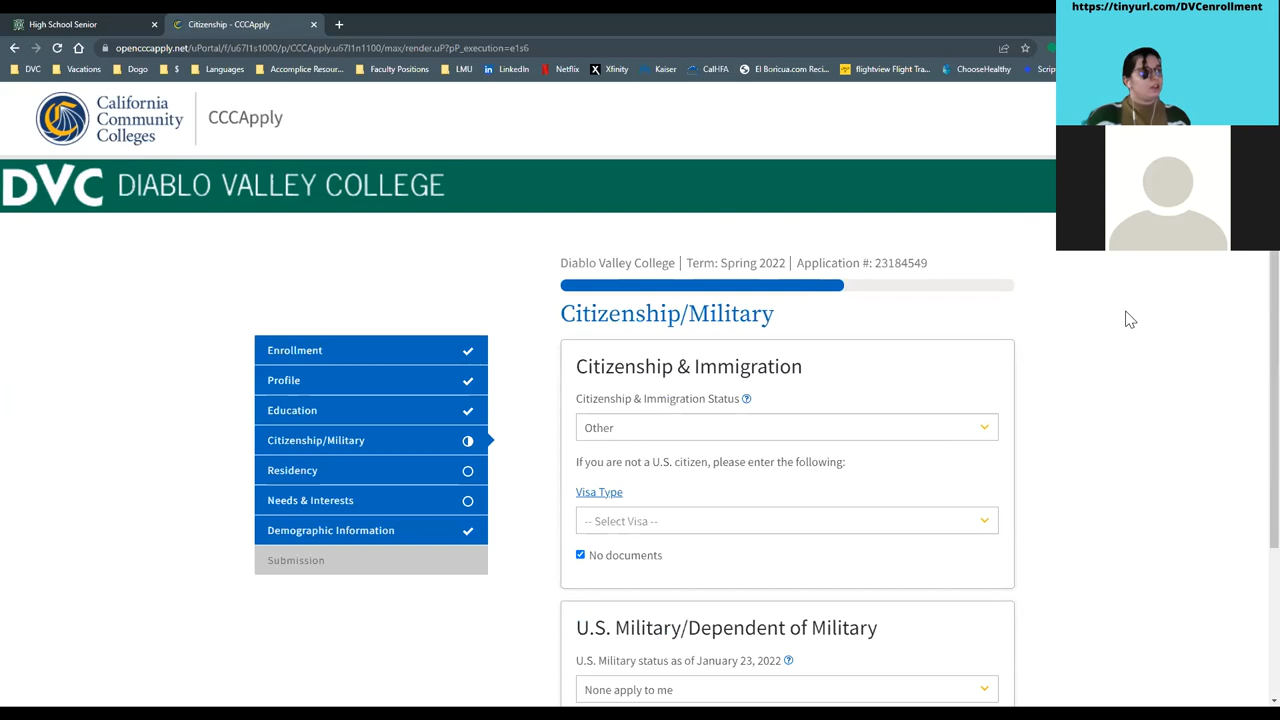 https://tinyurl.com/DVCenrollment
High School Senior
Citizenship - CCCApply
opencccapply.net/uPortal/f/u67l1s1000/p/CCCApply.u67l1n1100/max/render.uP?pP_execution=e1s6
DVC
Vacations
Dogo
$
Languages
Accomplice Resour...
Faculty Positions
LMU
LinkedIn
Netflix
Xfinity
Kaiser
CalHFA
El Boricua.com Reci...
flightview Flight Tra...
ChooseHealthy
Scrip
California
Community
Colleges
CCCApply
DVC DIABLO VALLEY COLLEGE
Diablo Valley College | Term: Spring 2022 | Application #: 23184549
Citizenship/Military
Enrollment
Profile
Education
Citizenship/Military
Residency
Needs & Interests
Demographic Information
Submission
Citizenship & Immigration
Citizenship & Immigration Status
Other
If you are not a U.S. citizen, please enter the following:
Visa Type
-- Select Visa --
No documents
U.S. Military/Dependent of Military
U.S. Military status as of January 23, 2022
None apply to me